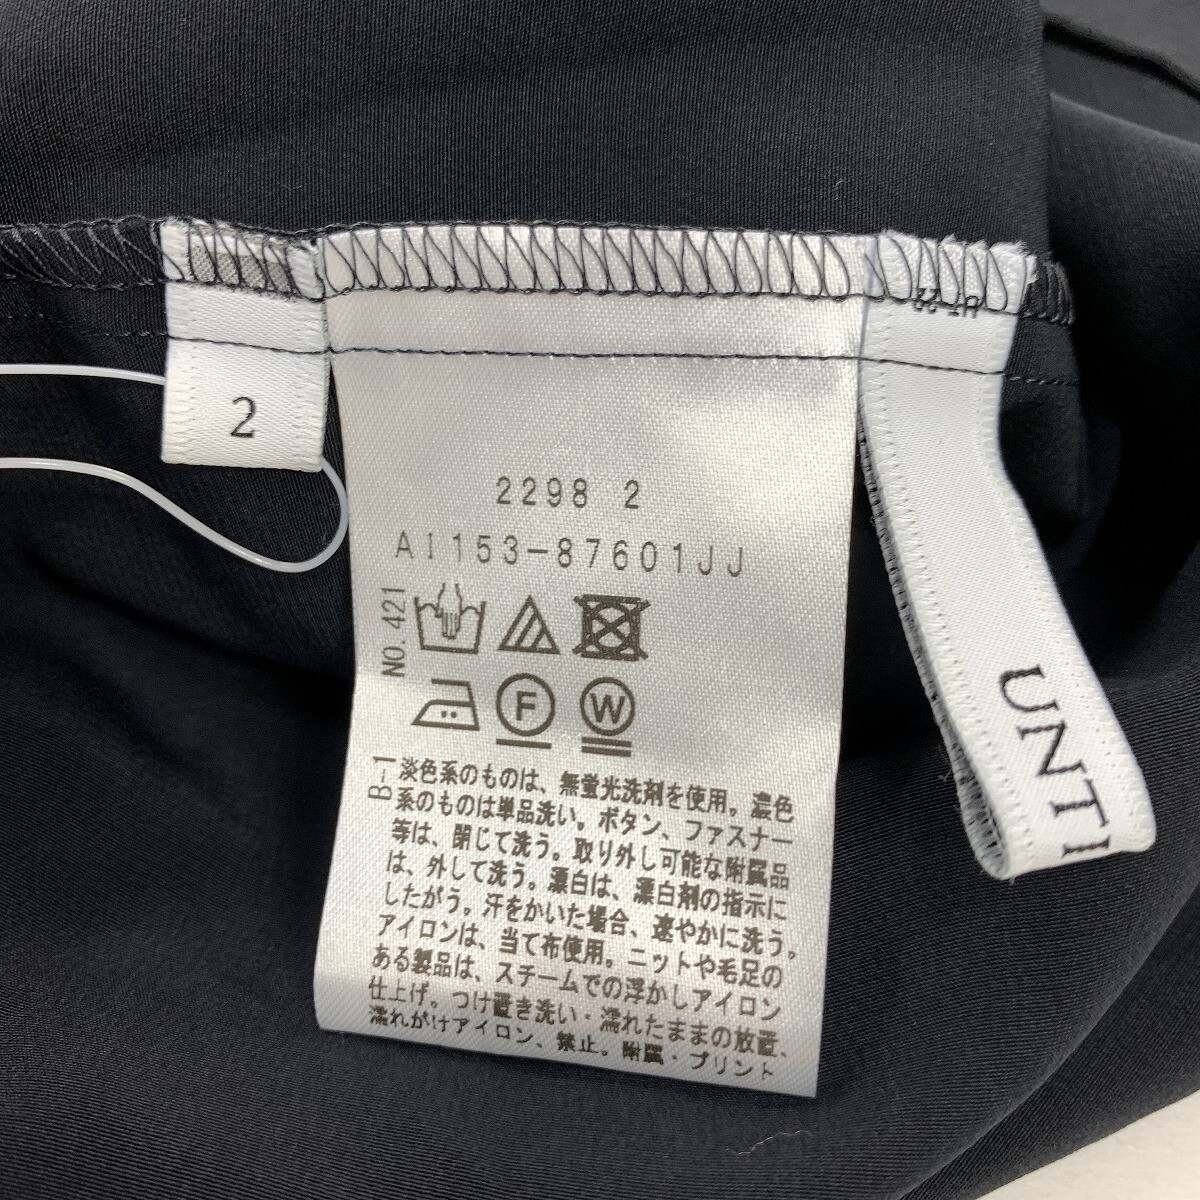 2
2298 2
AI153-87601JJ
NO.421
F
W
B-1
淡色系のものは、無蛍光洗剤を使用。濃色
系のものは単品洗い。ボタン、ファスナー
等は、閉じて洗う。取り外し可能な附属品
は、外して洗う。漂白は、漂白剤の指示に
したがう。汗をかいた場合、速やかに洗う。
アイロンは、当て布使用。ニットや毛足の
ある製品は、スチームでの浮かしアイロン
仕上げ。つけ置き洗い・濡れたままの放置、
濡れがけアイロン、禁止。附属・プリント
UNTI